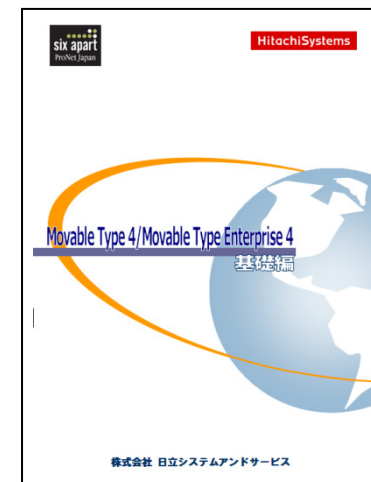 six apart
ProNet Japan
HitachiSystems
Movable Type 4/Movable Type Enterprise 4
基礎編
株式会社 日立システムアンドサービス